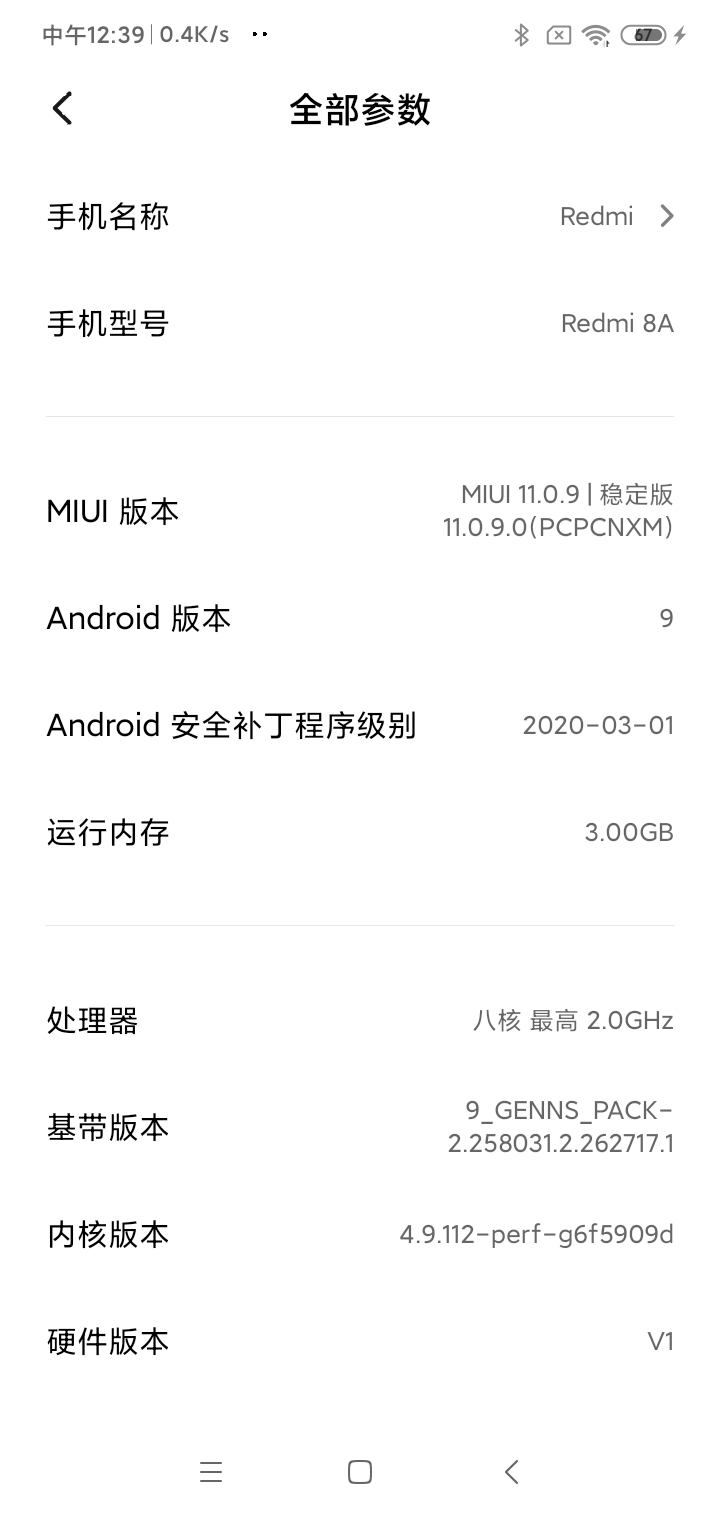 中午12:39 | 0.4K/s ··
67
全部参数
手机名称 Redmi
手机型号 Redmi 8A
MIUI 版本 MIUI 11.0.9 | 稳定版
11.0.9.0(PCPCNXM)
Android 版本 9
Android 安全补丁程序级别 2020-03-01
运行内存 3.00GB
处理器 八核 最高 2.0GHz
基带版本 9_GENNS_PACK-
2.258031.2.262717.1
内核版本 4.9.112-perf-g6f5909d
硬件版本 V1